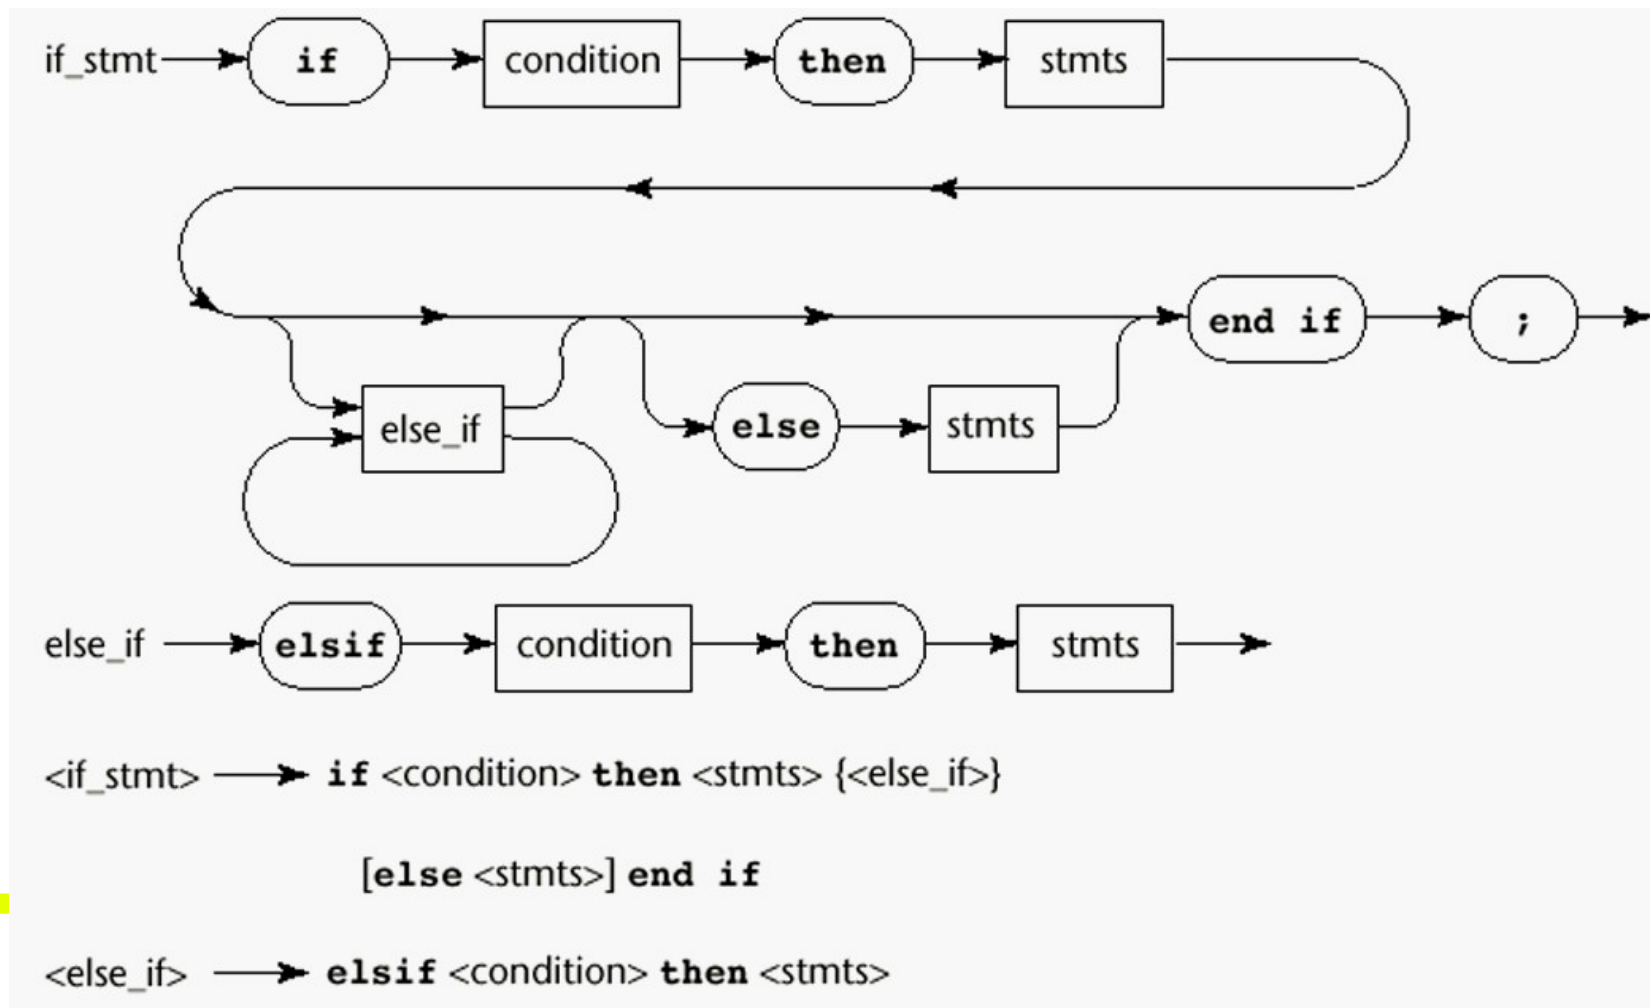 if_stmt if condition then stmts
end if ;
else_if else stmts
else_if elsif condition then stmts
<if_stmt> if <condition> then <stmts> {<else_if>}
[else <stmts>] end if
<else_if> elsif <condition> then <stmts>